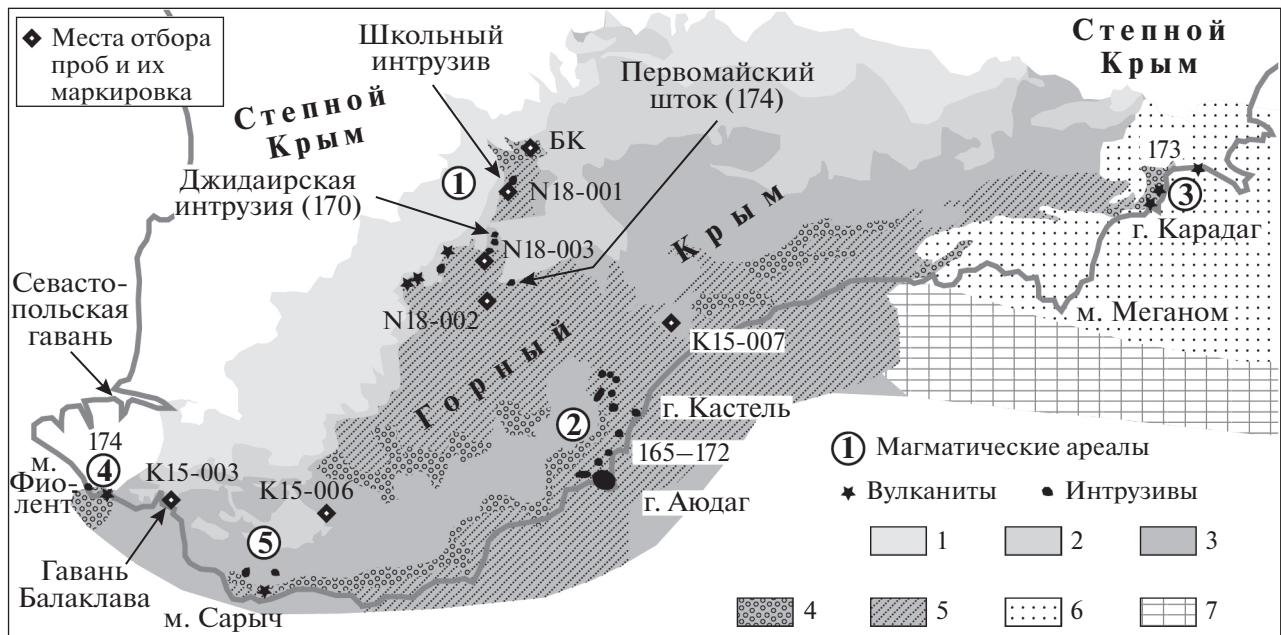 Места отбора
проб и их
маркировка
Школьный
интрузив
Первомайский
шток (174)
Степной
Крым
Степной
Крым
БК
1
N18-001
Джидаирская
интрузия (170)
173
3
г. Карадаг
N18-003
Крым
Севасто-
польская
гавань
N18-002
м. Меганом
K15-007
Горный
г. Кастель
2
174
4
м.
Фио-
лент
K15-003
K15-006
165–172
г. Аюдаг
5
Гавань
Балаклава
м. Сарыч
1 Магматические ареалы
Вулканиты
Интрузивы
1
2
3
4
5
6
7